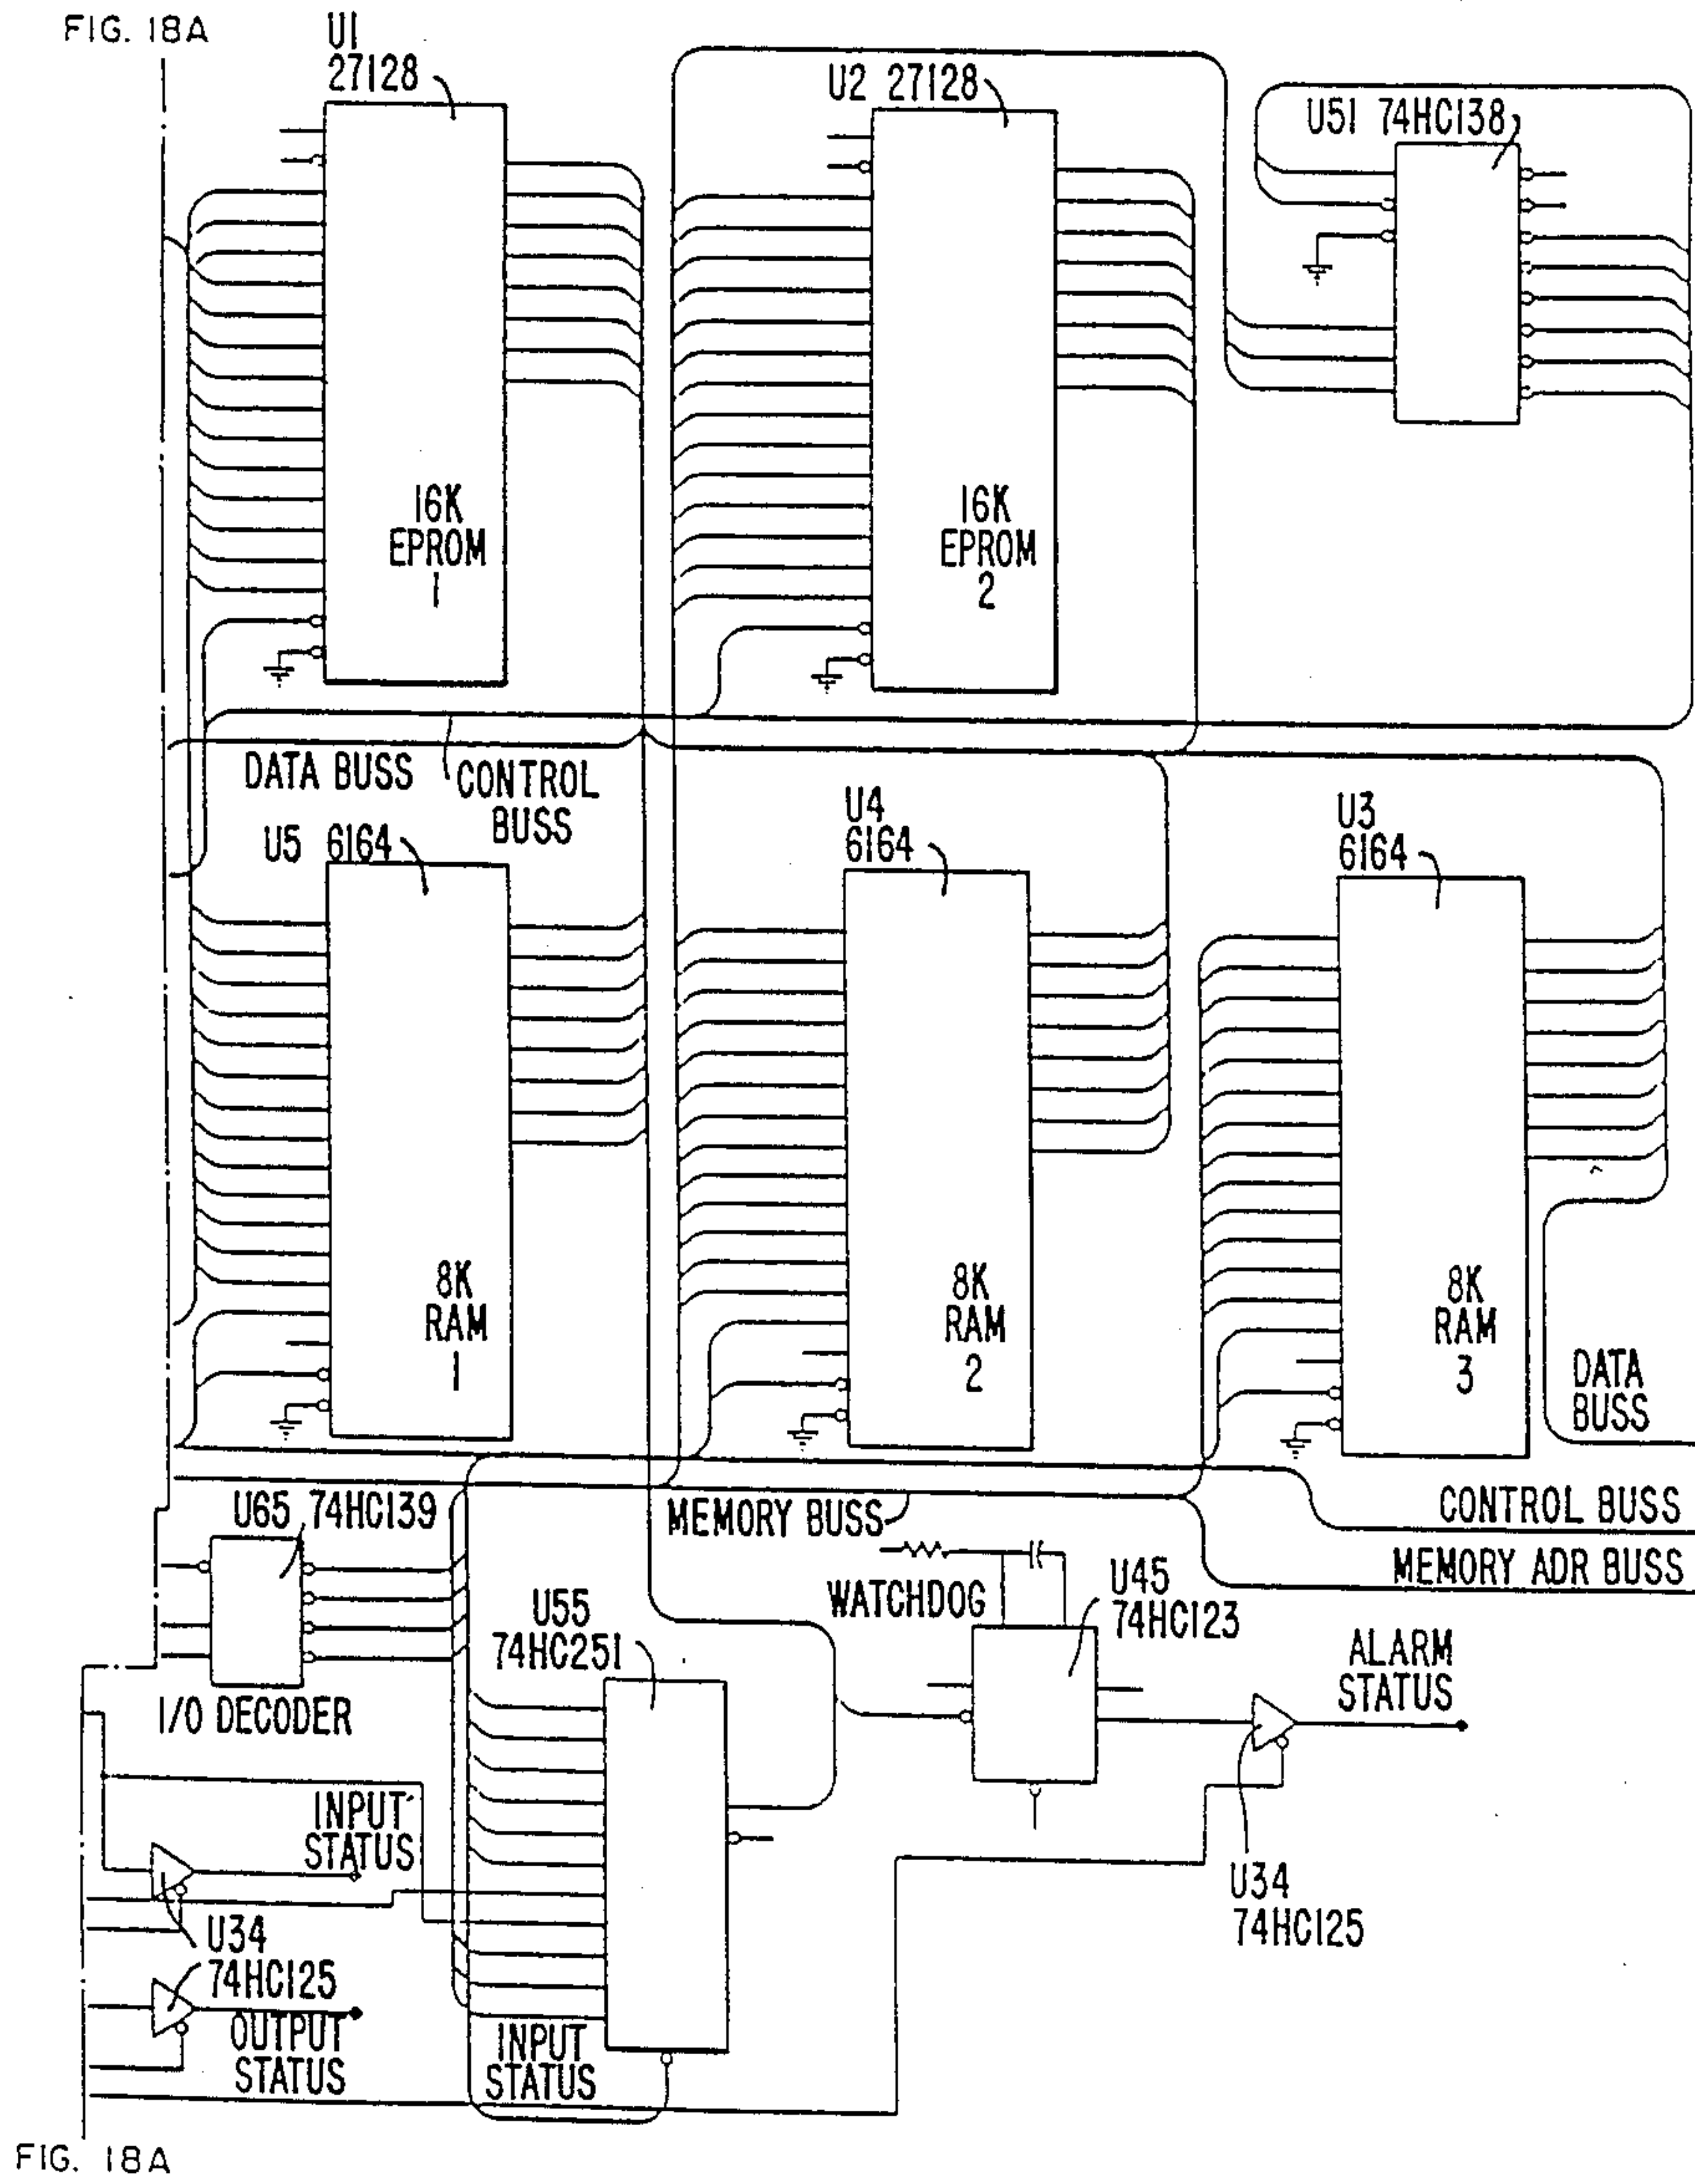 FIG. 18A
U1
27128
U2 27128
U51 74HC138
16K
EPROM
1
16K
EPROM
2
DATA BUSS
CONTROL
BUSS
U5 6164
U4
6164
U3
6164
8K
RAM
1
8K
RAM
2
8K
RAM
3
DATA
BUSS
CONTROL BUSS
MEMORY BUSS
MEMORY ADR BUSS
U65 74HC139
I/O DECODER
U55
74HC251
WATCHDOG
U45
74HC123
ALARM
STATUS
INPUT
STATUS
U34
74HC125
U34
74HC125
OUTPUT
STATUS
INPUT
STATUS
FIG. 18A